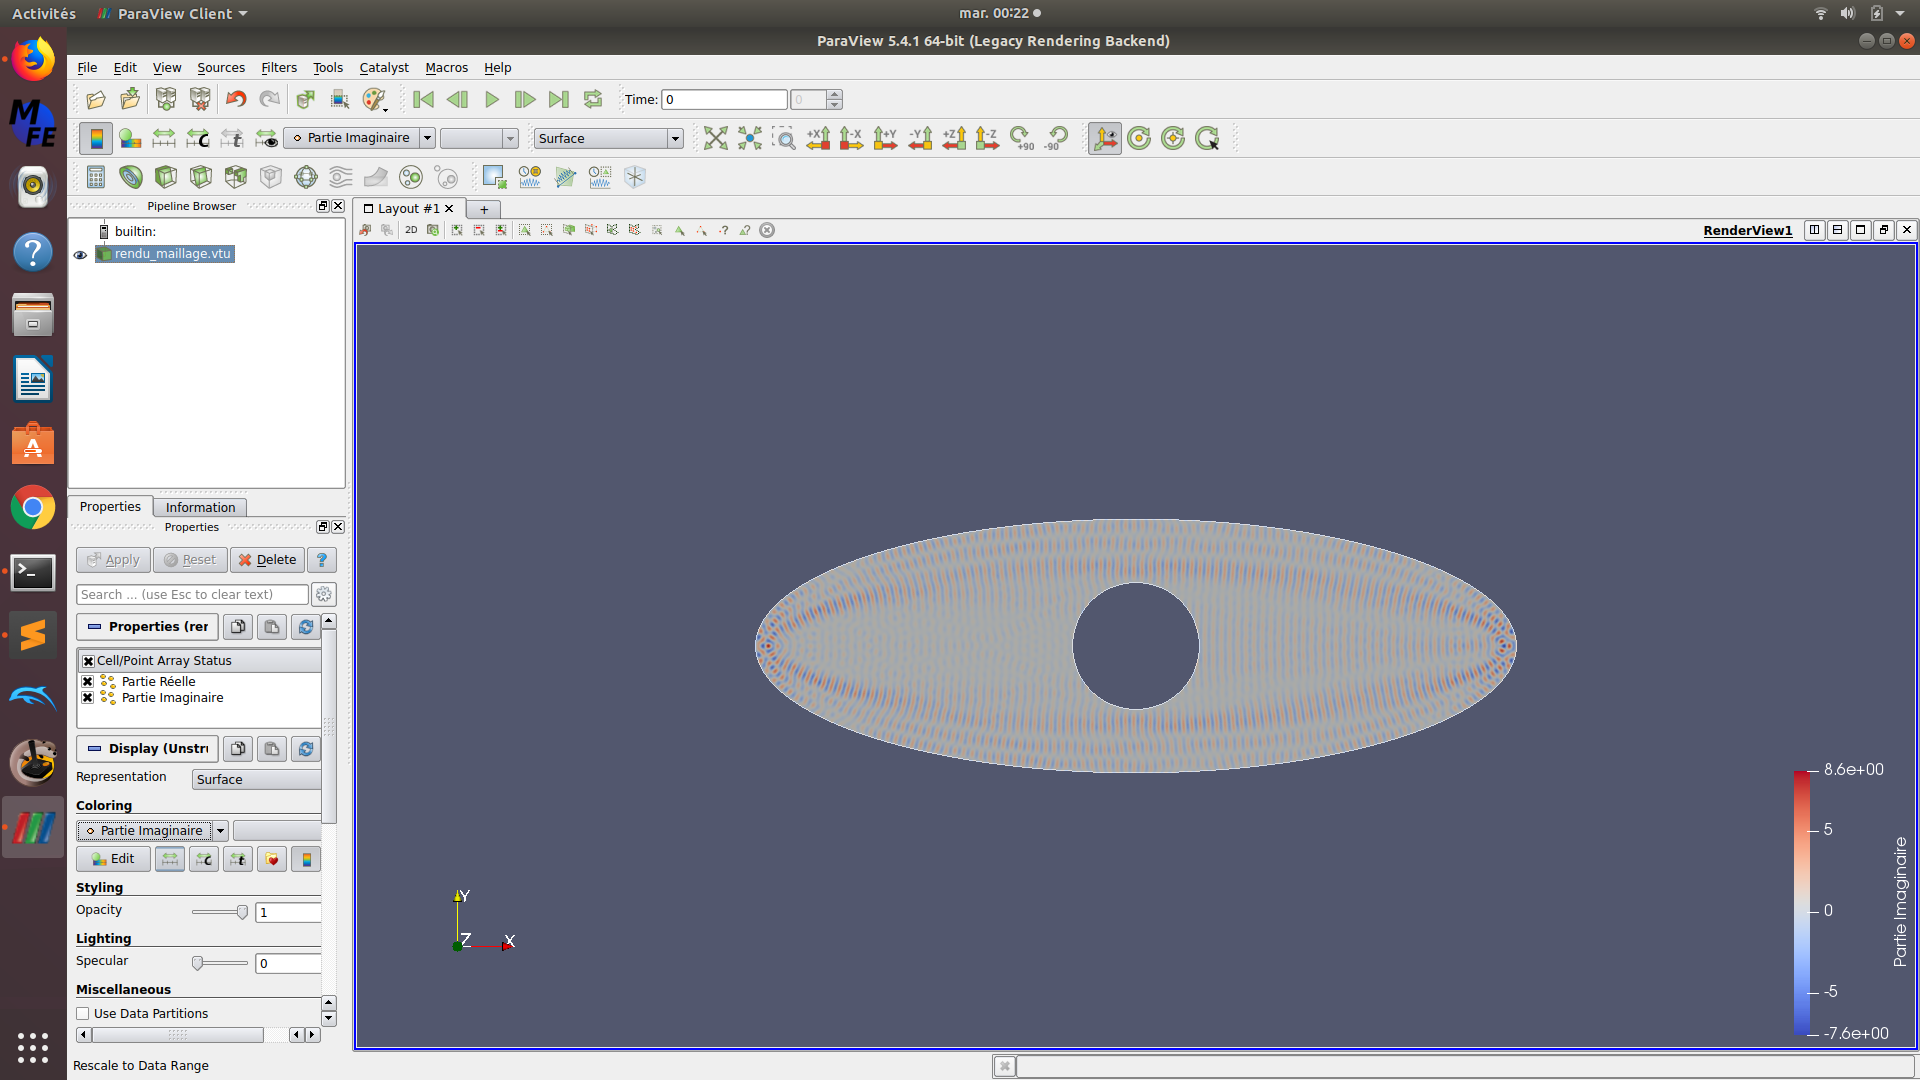 Activités
ParaView Client
mar. 00:22
ParaView 5.4.1 64-bit (Legacy Rendering Backend)
File Edit View Sources Filters Tools Catalyst Macros Help
Time: 0
0
Partie Imaginaire
Surface
+X
-X
+Y
-Y
+Z
-Z
+90
-90
Pipeline Browser
Layout #1
+
builtin:
rendu_maillage.vtu
2D
RenderView1
Properties
Information
Properties
Apply
Reset
Delete
?
Search ... (use Esc to clear text)
Properties (rer
Cell/Point Array Status
Partie Réelle
Partie Imaginaire
Display (Unstru
Representation
Surface
Coloring
Partie Imaginaire
Edit
Styling
Opacity
1
Lighting
Specular
0
Miscellaneous
Use Data Partitions
Y
Z
X
8.6e+00
5
0
-5
-7.6e+00
Partie Imaginaire
Rescale to Data Range